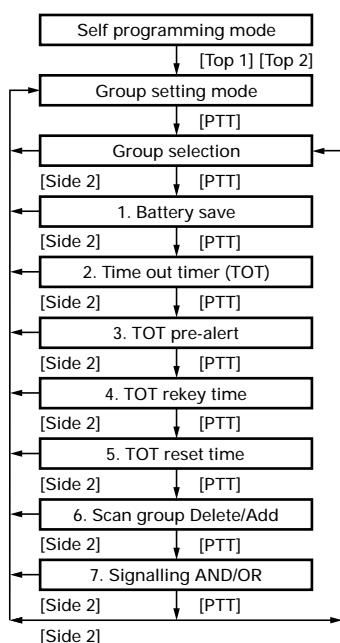 Self programming mode
[Top 1] [Top 2]
Group setting mode
[PTT]
Group selection
[Side 2] [PTT]
1. Battery save
[Side 2] [PTT]
2. Time out timer (TOT)
[Side 2] [PTT]
3. TOT pre-alert
[Side 2] [PTT]
4. TOT rekey time
[Side 2] [PTT]
5. TOT reset time
[Side 2] [PTT]
6. Scan group Delete/Add
[Side 2] [PTT]
7. Signalling AND/OR
[Side 2] [PTT]
[Side 2]